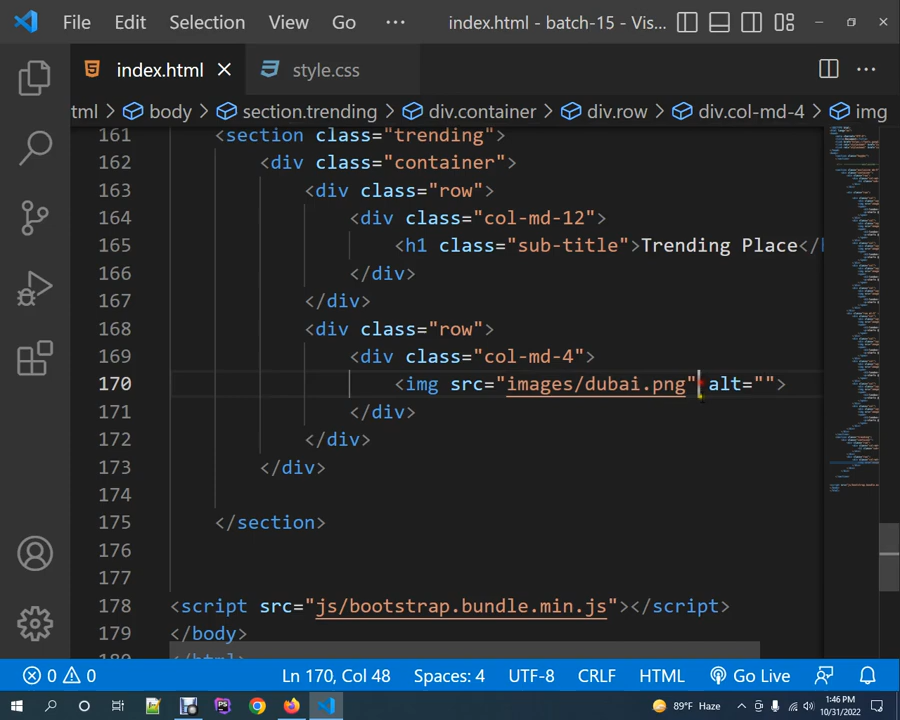 File Edit Selection View Go ··· index.html - batch-15 - Vis...
index.html style.css
tml > body > section.trending > div.container > div.row > div.col-md-4 > img
161 <section class="trending">
162 <div class="container">
163 <div class="row">
164 <div class="col-md-12">
165 <h1 class="sub-title">Trending Place</h
166 </div>
167 </div>
168 <div class="row">
169 <div class="col-md-4">
170 <img src="images/dubai.png" alt="">
171 </div>
172 </div>
173 </div>
174
175 </section>
176
177
178 <script src="js/bootstrap.bundle.min.js"></script>
179 </body>
180 </html>
0 0 Ln 170, Col 48 Spaces: 4 UTF-8 CRLF HTML Go Live
89°F Haze 1:46 PM
10/31/2022